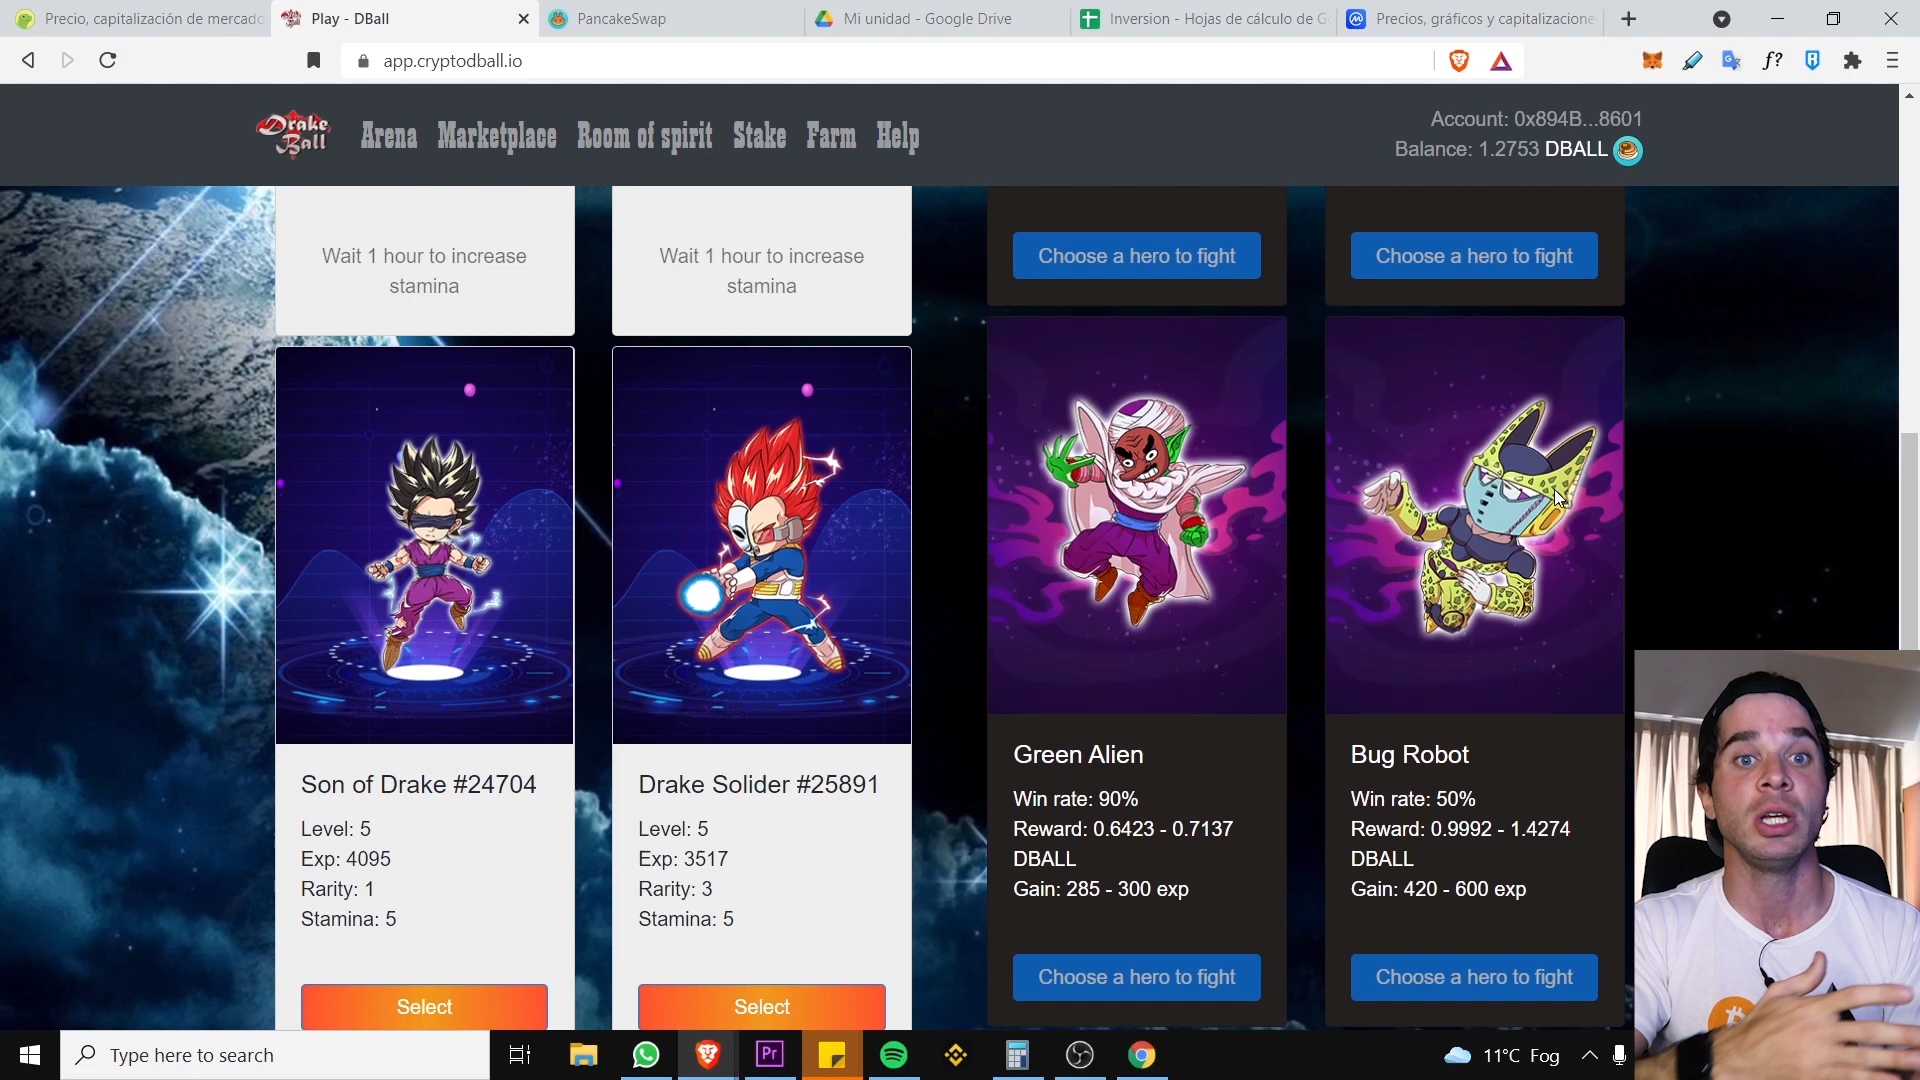 Precio, capitalización de mercado
Play - DBall
PancakeSwap
Mi unidad - Google Drive
Inversion - Hojas de cálculo de G
Precios, gráficos y capitalizacione
app.cryptodball.io
f?
Drake
Ball
Arena
Marketplace
Room of spirit
Stake
Farm
Help
Account: 0x894B...8601
Balance: 1.2753 DBALL
Wait 1 hour to increase
stamina
Wait 1 hour to increase
stamina
Choose a hero to fight
Choose a hero to fight
Son of Drake #24704
Level: 5
Exp: 4095
Rarity: 1
Stamina: 5
Select
Drake Solider #25891
Level: 5
Exp: 3517
Rarity: 3
Stamina: 5
Select
Green Alien
Win rate: 90%
Reward: 0.6423 - 0.7137
DBALL
Gain: 285 - 300 exp
Choose a hero to fight
Bug Robot
Win rate: 50%
Reward: 0.9992 - 1.4274
DBALL
Gain: 420 - 600 exp
Choose a hero to fight
Type here to search
Pr
11°C Fog